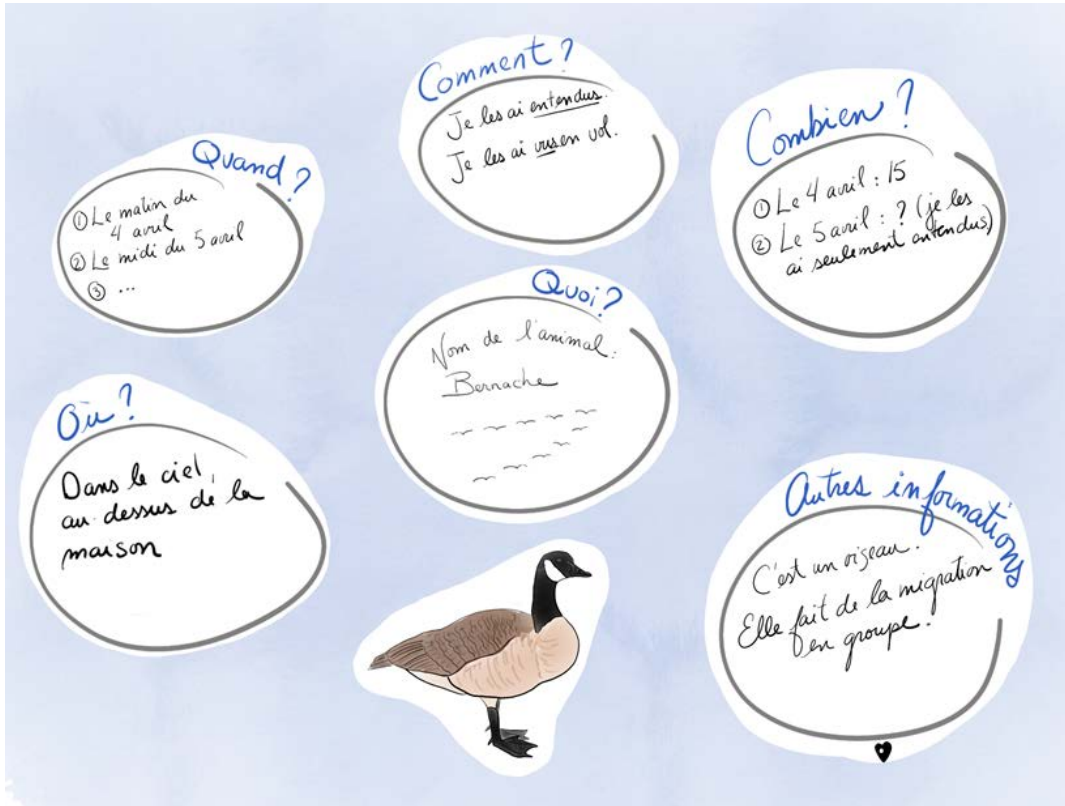 Comment ?
Je les ai entendus.
Je les ai vus en vol.
Combien ?
① Le 4 avril : 15
② Le 5 avril : ? (je les
ai seulement entendus)
Quand ?
① Le matin du
4 avril
② Le midi du 5 avril
③ ...
Quoi ?
Nom de l'animal :
Bernache
Où ?
Dans le ciel,
au-dessus de la
maison
Autres informations
C'est un oiseau.
Elle fait de la migration
en groupe.